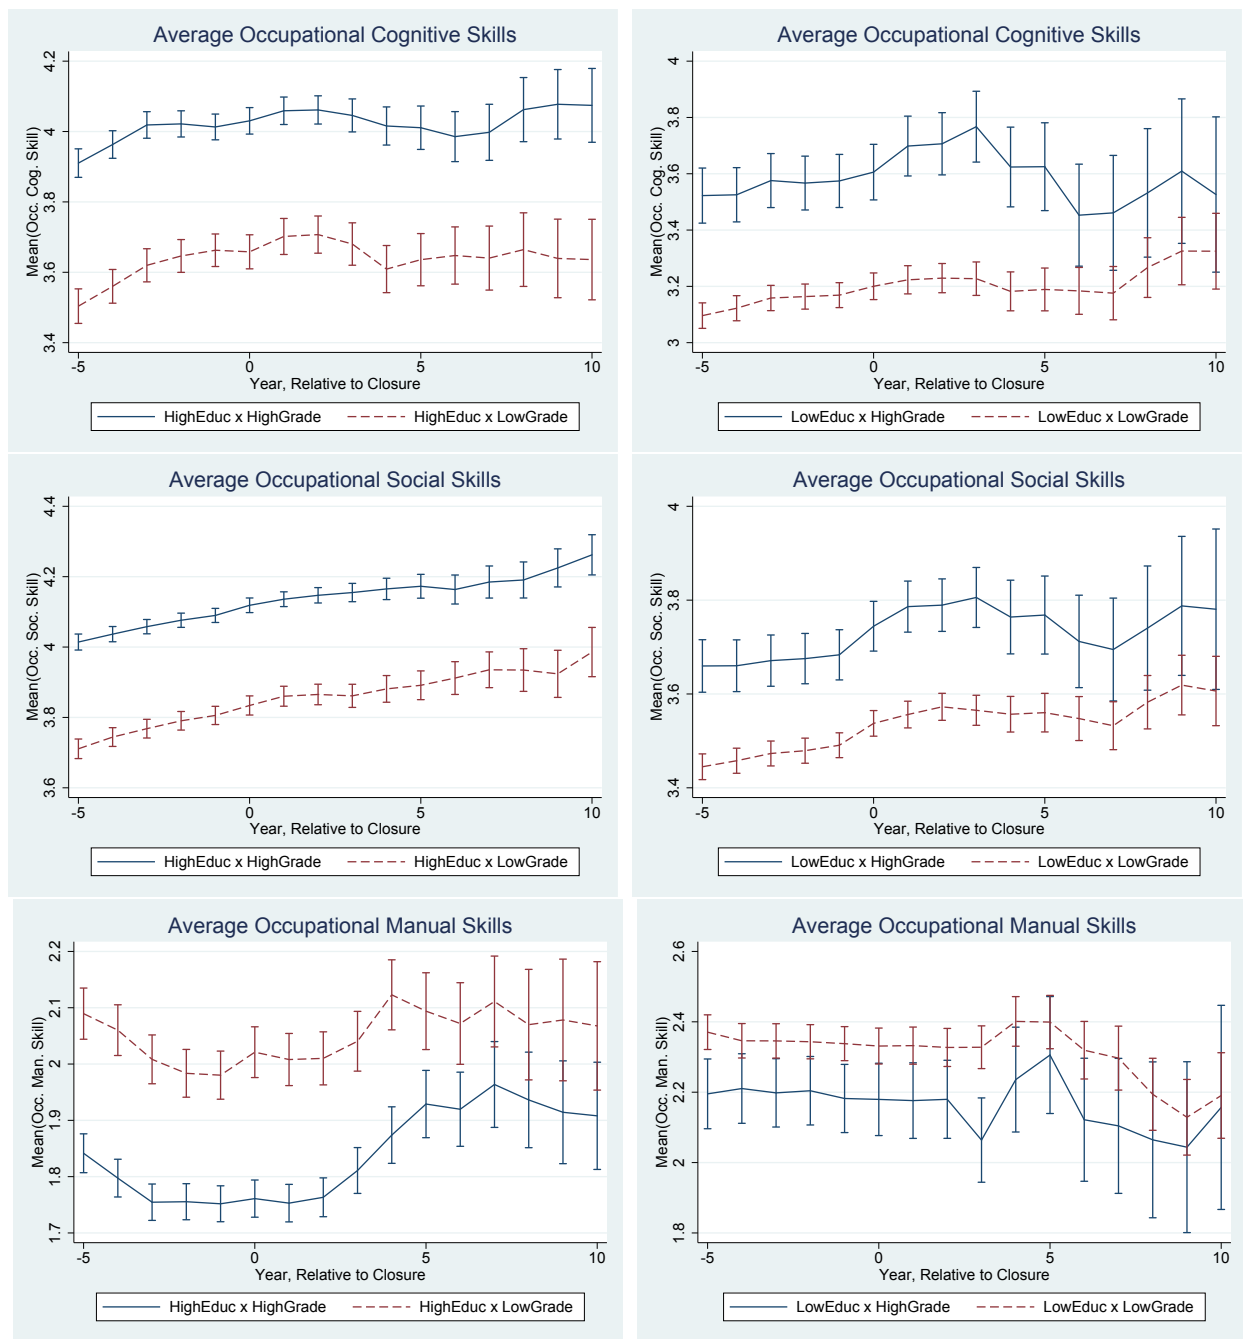 Average Occupational Cognitive Skills
Mean(Occ. Cog. Skill)
4.2
4
3.8
3.6
3.4
-5 0 5 10
Year, Relative to Closure
HighEduc x HighGrade HighEduc x LowGrade
Average Occupational Cognitive Skills
Mean(Occ. Cog. Skill)
4
3.8
3.6
3.4
3.2
3
-5 0 5 10
Year, Relative to Closure
LowEduc x HighGrade LowEduc x LowGrade
Average Occupational Social Skills
Mean(Occ. Soc. Skill)
4.4
4.2
4
3.8
3.6
-5 0 5 10
Year, Relative to Closure
HighEduc x HighGrade HighEduc x LowGrade
Average Occupational Social Skills
Mean(Occ. Soc. Skill)
4
3.8
3.6
3.4
-5 0 5 10
Year, Relative to Closure
LowEduc x HighGrade LowEduc x LowGrade
Average Occupational Manual Skills
Mean(Occ. Man. Skill)
2.2
2.1
2
1.9
1.8
1.7
-5 0 5 10
Year, Relative to Closure
HighEduc x HighGrade HighEduc x LowGrade
Average Occupational Manual Skills
Mean(Occ. Man. Skill)
2.6
2.4
2.2
2
1.8
-5 0 5 10
Year, Relative to Closure
LowEduc x HighGrade LowEduc x LowGrade